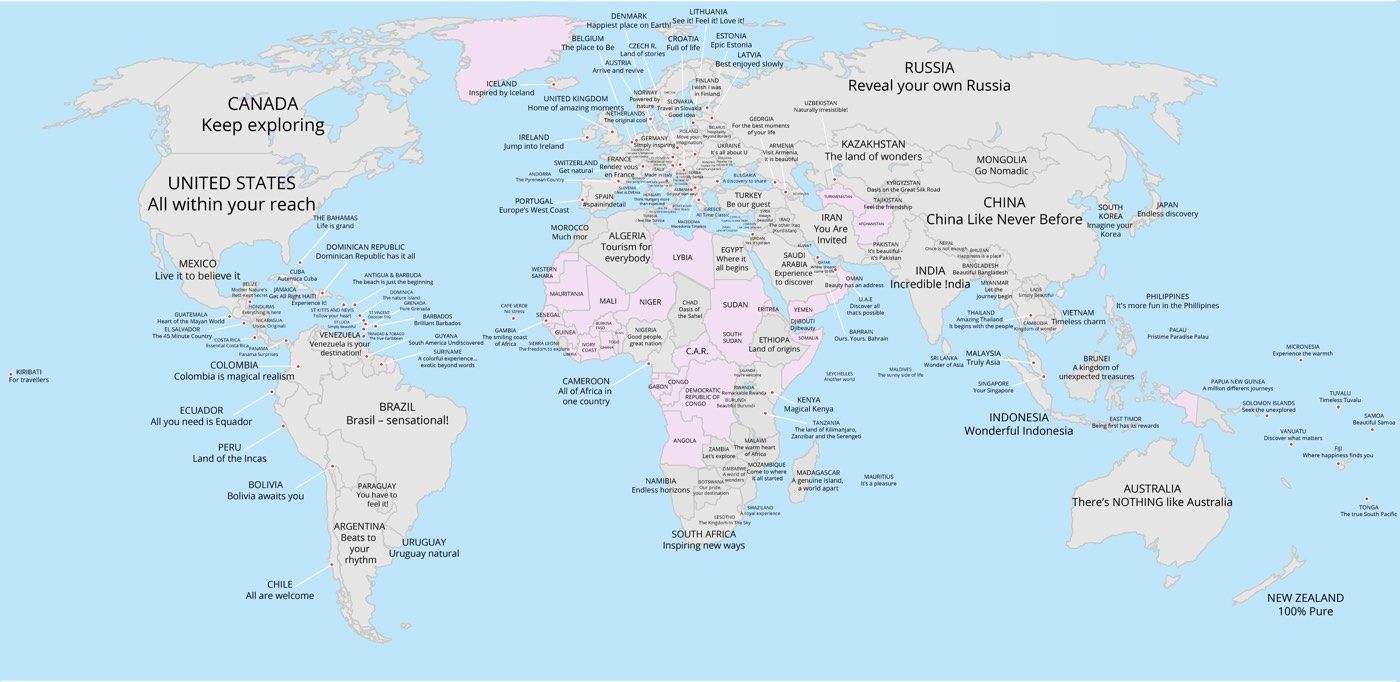 CANADA
Keep exploring
UNITED STATES
All within your reach
MEXICO
Live it to believe it
THE BAHAMAS
Life is grand
DOMINICAN REPUBLIC
Dominican Republic has it all
CUBA
Autentica Cuba
ANTIGUA & BARBUDA
The beach is just the beginning
BELIZE
Mother Nature's
Best-Kept Secret
JAMAICA
Get All Right
HAITI
Experience it!
DOMINICA
The nature island
GRENADA
Pure Grenada
HONDURAS
Everything is here
ST KITTS AND NEVIS
Follow your heart
GUATEMALA
Heart of the Mayan World
NICARAGUA
Unica. Original
ST LUCIA
Simply Beautiful
ST VINCENT
Discover SVG
BARBADOS
Brilliant Barbados
EL SALVADOR
The 45 Minute Country
TRINIDAD & TOBAGO
The true Caribbean
COSTA RICA
Essential Costa Rica
PANAMA
Panama Surprises
VENEZUELA
Venezuela is your
destination!
GUYANA
South America Undiscovered
SURINAME
A colorful experience...
exotic beyond words
COLOMBIA
Colombia is magical realism
KIRIBATI
For travellers
ECUADOR
All you need is Equador
PERU
Land of the Incas
BRAZIL
Brasil – sensational!
BOLIVIA
Bolivia awaits you
PARAGUAY
You have to
feel it!
ARGENTINA
Beats to
your
rhythm
URUGUAY
Uruguay natural
CHILE
All are welcome
DENMARK
Happiest place on Earth!
LITHUANIA
See it! Feel it! Love it!
BELGIUM
The place to Be
CZECH R.
Land of stories
CROATIA
Full of life
ESTONIA
Epic Estonia
LATVIA
Best enjoyed slowly
AUSTRIA
Arrive and revive
ICELAND
Inspired by Iceland
UNITED KINGDOM
Home of amazing moments
NORWAY
Powered by
nature
FINLAND
I wish I was
in Finland
SLOVAKIA
Travel in Slovakia
Good idea
NETHERLANDS
The original cool
IRELAND
Jump into Ireland
GERMANY
Simply inspiring
POLAND
Move your
imagination
BELARUS
Hospitality
Beyond Borders
UKRAINE
It's all about U
GEORGIA
For the best moments
of your life
UZBEKISTAN
Naturally irresistible!
ARMENIA
Visit Armenia,
it is beautiful
SWITZERLAND
Get natural
FRANCE
Rendez vous
en France
ANDORRA
The Pyrenean Country
ITALY
Made in Italy
SLOVENIA
I feel sLOVEnia
HUNGARY
Think Hungary more
than expected
BULGARIA
A discovery to share
PORTUGAL
Europe's West Coast
SPAIN
#spainindetail
GREECE
All Time Classic
MACEDONIA
Macedonia Timeless
TURKEY
Be our guest
RUSSIA
Reveal your own Russia
KAZAKHSTAN
The land of wonders
MONGOLIA
Go Nomadic
KYRGYZSTAN
Oasis on the Great Silk Road
TAJIKISTAN
Feel the friendship
TURKMENISTAN
AFGHANISTAN
CHINA
China Like Never Before
SOUTH
KOREA
Imagine your
Korea
JAPAN
Endless discovery
MOROCCO
Much mor
ALGERIA
Tourism for
everybody
TUNISIA
I feel like Tunisia
LYBIA
EGYPT
Where it
all begins
JORDAN
Yes it's Jordan
IRAQ
The other Iraq
(Kurdistan)
IRAN
You Are
Invited
KUWAIT
QATAR
SAUDI
ARABIA
Experience
to discover
PAKISTAN
It's beautiful -
it's Pakistan
NEPAL
Once is not enough
BHUTAN
Happiness is a place
BANGLADESH
Beautiful Bangladesh
INDIA
Incredible !ndia
MYANMAR
Let the
journey begin
LAOS
Simply Beautiful
OMAN
Beauty has an address
U.A.E
Discover all
that's possible
BAHRAIN
Ours. Yours. Bahrain
YEMEN
DJIBOUTI
Djibeauty
SOMALIA
WESTERN
SAHARA
MAURITANIA
MALI
NIGER
CHAD
Oasis of
the Sahel
SUDAN
ERITREA
CAPE VERDE
No stress
SENEGAL
GAMBIA
The smiling coast
of Africa
GUINEA
SIERRA LEONE
The freedom to explore
LIBERIA
IVORY
COAST
BURKINA
FASO
GHANA
TOGO
NIGERIA
Good people,
great nation
SOUTH
SUDAN
ETHIOPIA
Land of origins
C.A.R.
CAMEROON
All of Africa in
one country
GABON
CONGO
DEMOCRATIC
REPUBLIC OF
CONGO
UGANDA
You're welcome
RWANDA
Remarkable Rwanda
BURUNDI
Beautiful Burundi
KENYA
Magical Kenya
TANZANIA
The land of Kilimanjaro,
Zanzibar and the Serengeti
SEYCHELLES
Another world
MALDIVES
The sunny side of life
SRI LANKA
Wonder of Asia
ANGOLA
ZAMBIA
Let's explore
MALAWI
The warm heart
of Africa
ZIMBABWE
A world of
wonders
MOZAMBIQUE
Come to where
it all started
MADAGASCAR
A genuine island,
a world apart
MAURITIUS
It's a pleasure
NAMIBIA
Endless horizons
BOTSWANA
Our pride,
your destination
SWAZILAND
A royal experience
LESOTHO
The Kingdom In The Sky
SOUTH AFRICA
Inspiring new ways
THAILAND
Amazing Thailand
It begins with the people
CAMBODIA
Kingdom of wonder
VIETNAM
Timeless charm
PHILIPPINES
It's more fun in the Phillipines
PALAU
Pristine Paradise Palau
MALAYSIA
Truly Asia
SINGAPORE
Your Singapore
BRUNEI
A kingdom of
unexpected treasures
MICRONESIA
Experience the warmth
INDONESIA
Wonderful Indonesia
EAST TIMOR
Being first has its rewards
PAPUA NEW GUINEA
A million different journeys
SOLOMON ISLANDS
Seek the unexplored
TUVALU
Timeless Tuvalu
SAMOA
Beautiful Samoa
VANUATU
Discover what matters
FIJI
Where happiness finds you
TONGA
The true South Pacific
AUSTRALIA
There's NOTHING like Australia
NEW ZEALAND
100% Pure